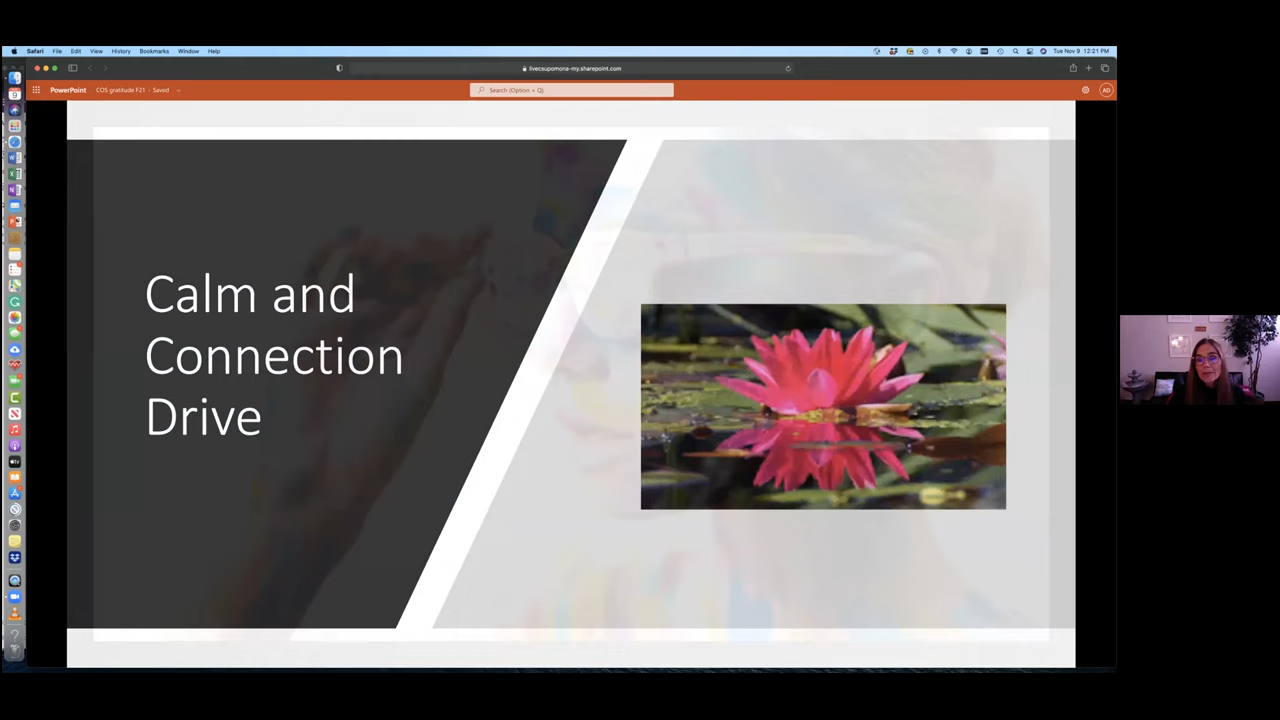 Safari File Edit View History Bookmarks Window Help
Tue Nov 9 12:21 PM
livecsupomona-my.sharepoint.com
PowerPoint COS gratitude F21 - Saved
Search (Option + Q)
AD
9
Calm and
Connection
Drive